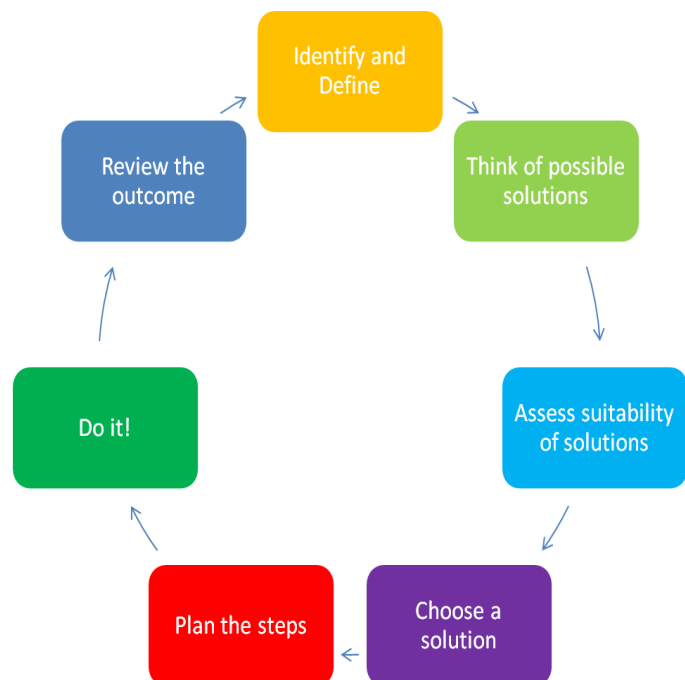 Identify and
Define
Think of possible
solutions
Assess suitability
of solutions
Choose a
solution
Plan the steps
Do it!
Review the
outcome